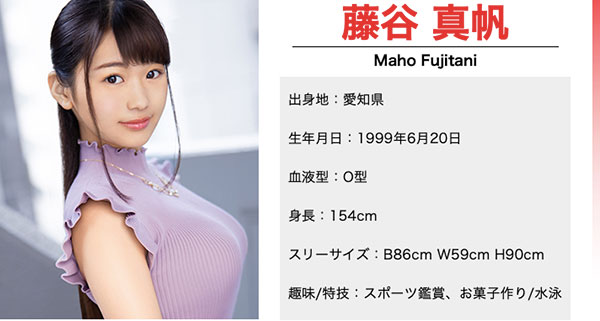 藤谷 真帆
Maho Fujitani
出身地：愛知県
生年月日：1999年6月20日
血液型：O型
身長：154cm
スリーサイズ：B86cm W59cm H90cm
趣味/特技：スポーツ鑑賞、お菓子作り/水泳